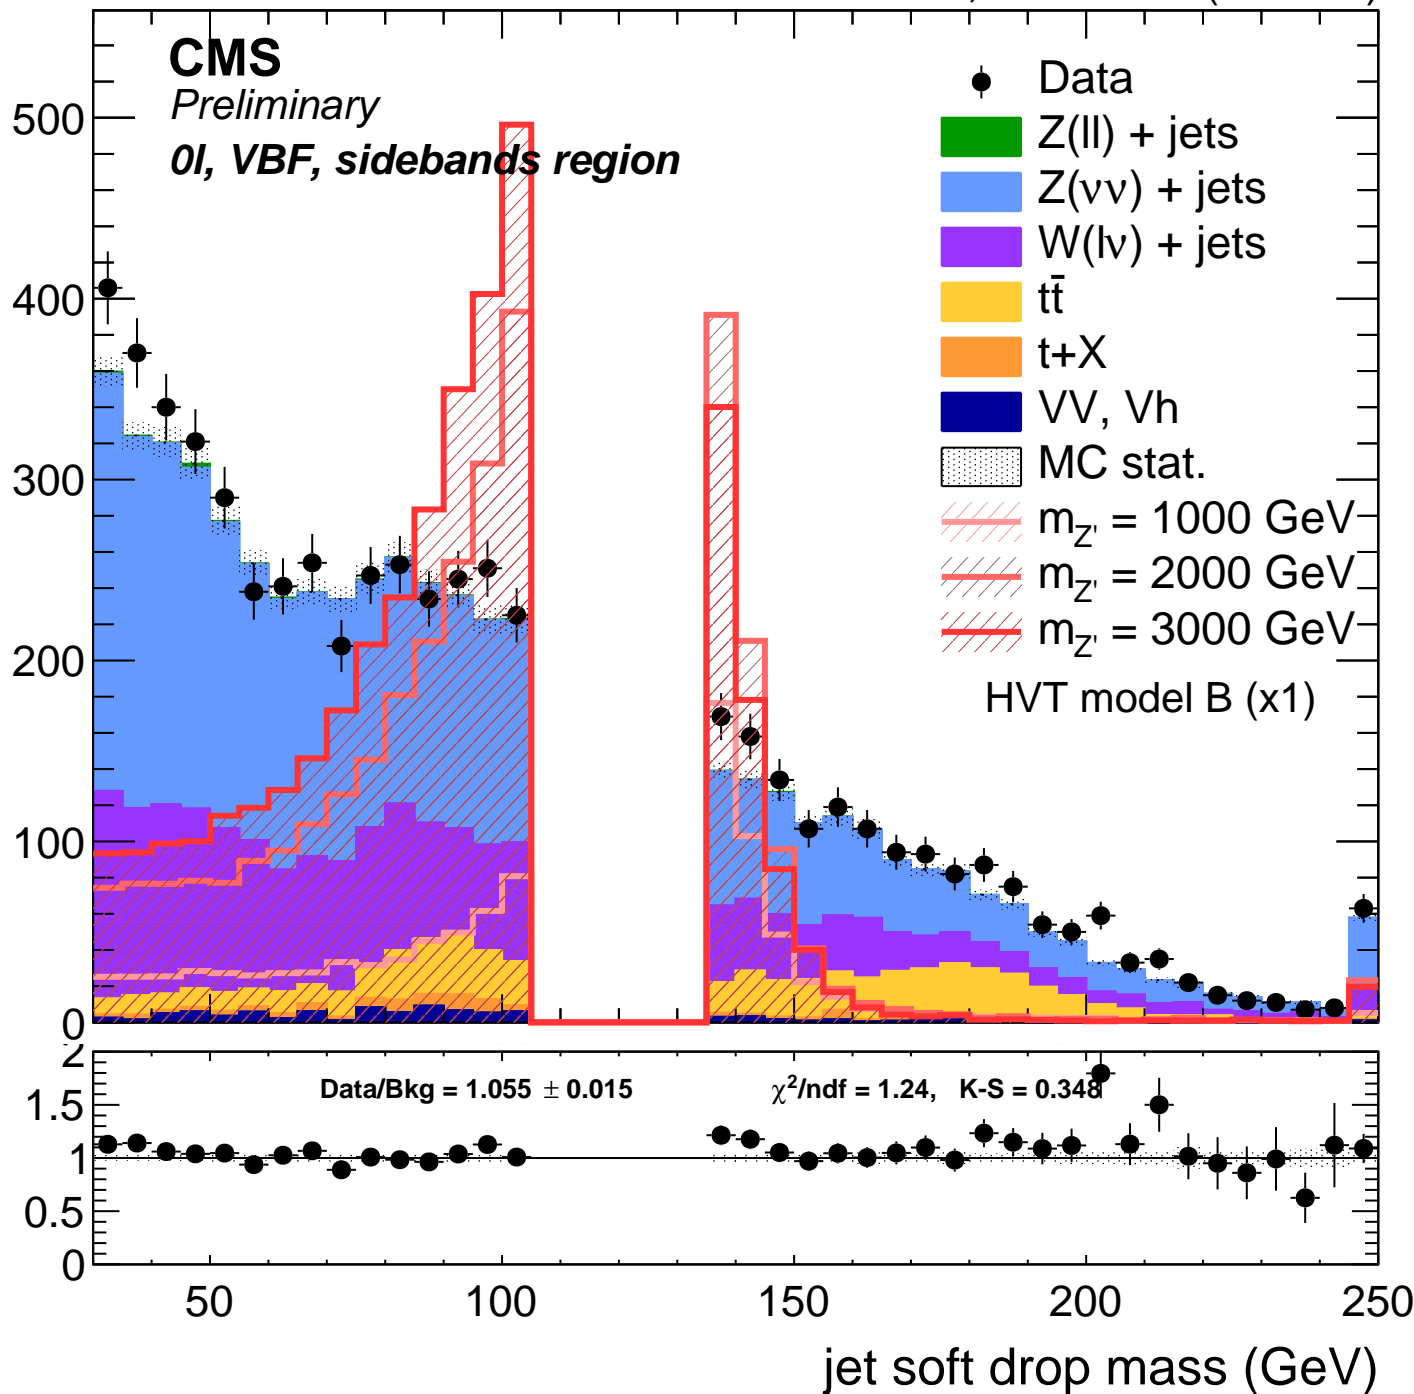 CMS
Preliminary
0l, VBF, sidebands region
Data
Z(ll) + jets
Z(νν) + jets
W(lν) + jets
tt̄
t+X
VV, Vh
MC stat.
m_Z' = 1000 GeV
m_Z' = 2000 GeV
m_Z' = 3000 GeV
HVT model B (x1)
500
400
300
200
100
0
Data/Bkg = 1.055 ± 0.015
χ²/ndf = 1.24, K-S = 0.348
2
1.5
1
0.5
0
50 100 150 200 250
jet soft drop mass (GeV)